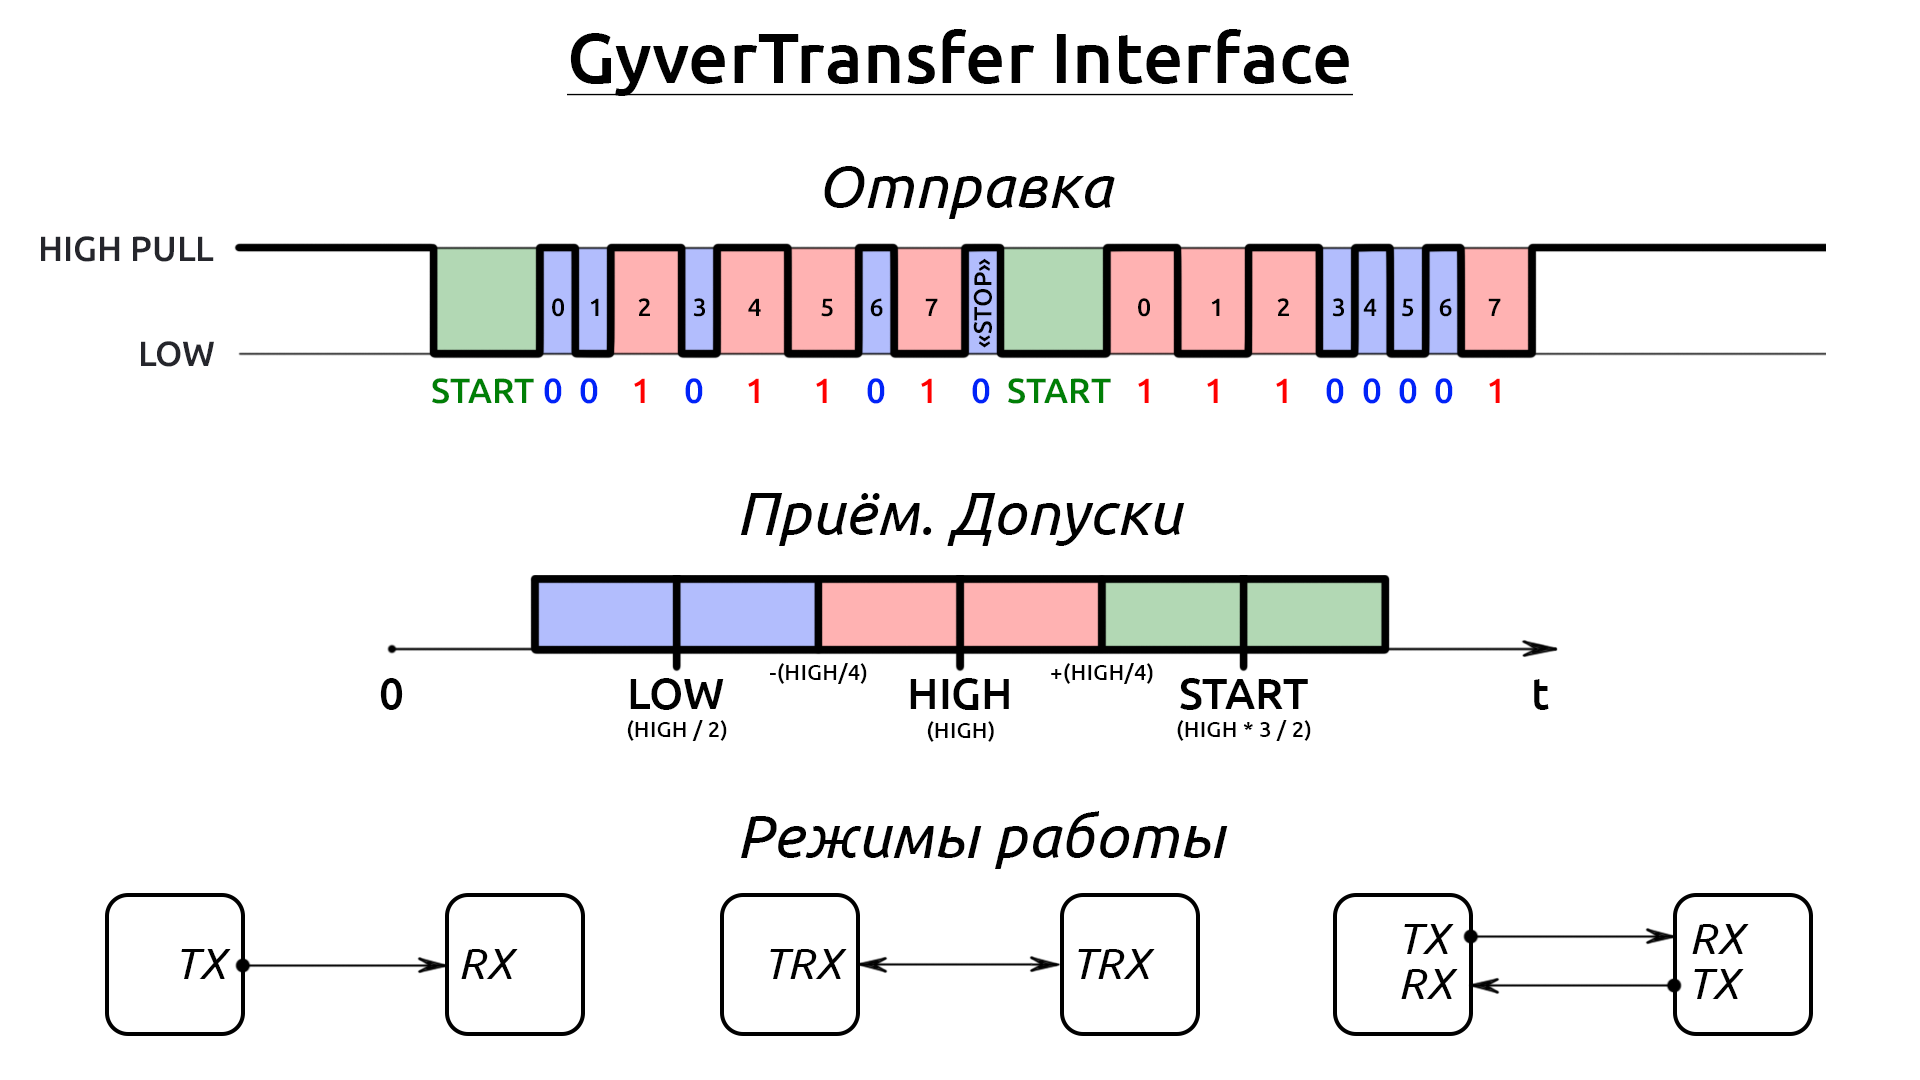 GyverTransfer Interface
Отправка
HIGH PULL
0 1 2 3 4 5 6 7 «STOP» 0 1 2 3 4 5 6 7
LOW
START 0 0 1 0 1 1 0 1 0 START 1 1 1 0 0 0 0 1
Приём. Допуски
-(HIGH/4) +(HIGH/4)
0 LOW HIGH START t
(HIGH / 2) (HIGH) (HIGH * 3 / 2)
Режимы работы
TX RX TRX TRX TX RX
RX TX